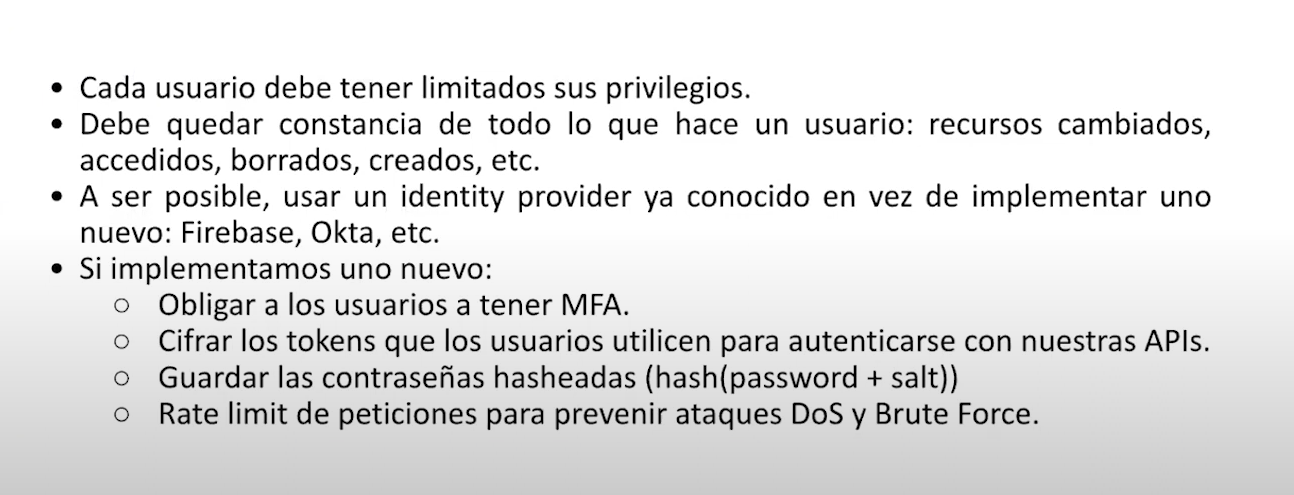 • Cada usuario debe tener limitados sus privilegios.
• Debe quedar constancia de todo lo que hace un usuario: recursos cambiados,
accedidos, borrados, creados, etc.
• A ser posible, usar un identity provider ya conocido en vez de implementar uno
nuevo: Firebase, Okta, etc.
• Si implementamos uno nuevo:
○ Obligar a los usuarios a tener MFA.
○ Cifrar los tokens que los usuarios utilicen para autenticarse con nuestras APIs.
○ Guardar las contraseñas hasheadas (hash(password + salt))
○ Rate limit de peticiones para prevenir ataques DoS y Brute Force.